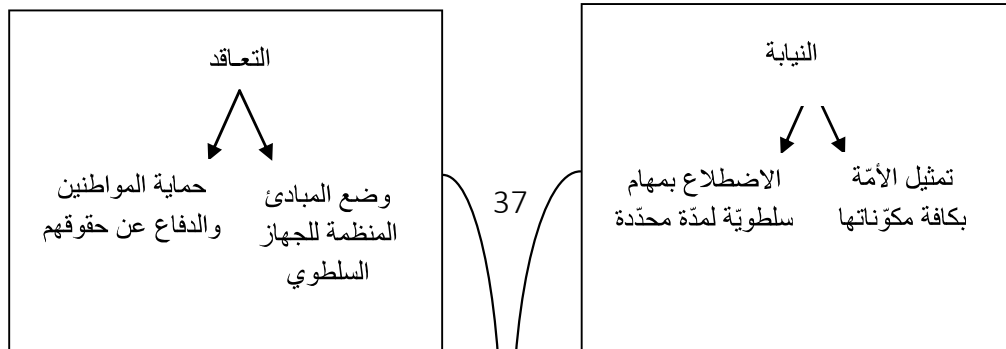 النيابة
تمثيل الأمّة
بكافة مكوّناتها
الاضطلاع بمهام
سلطويّة لمدّة محدّدة
37
التعـاقد
وضع المبادئ
المنظمة للجهاز
السلطوي
حماية المواطنين
والدفاع عن حقوقهم